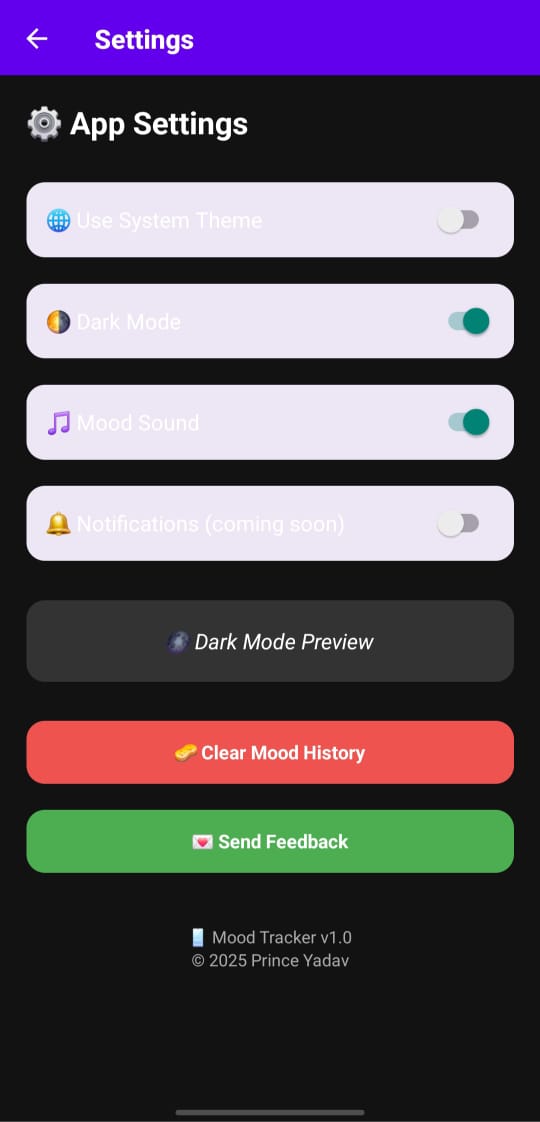 Settings
App Settings
Use System Theme
Dark Mode
Mood Sound
Notifications (coming soon)
Dark Mode Preview
Clear Mood History
Send Feedback
Mood Tracker v1.0
© 2025 Prince Yadav